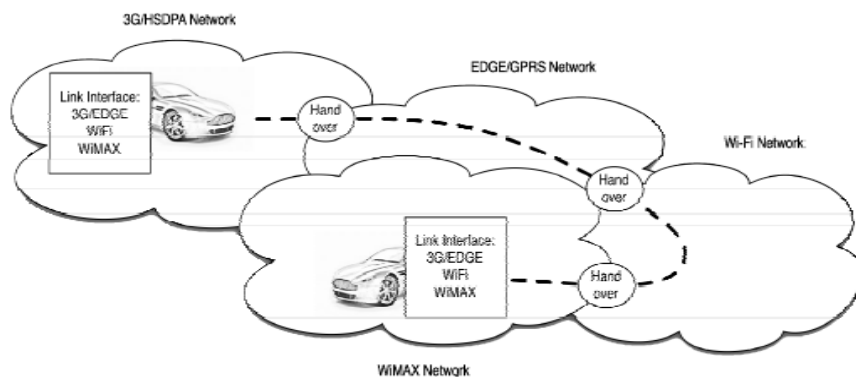 3G/HSDPA Network
EDGE/GPRS Network
Link Interface:
3G/EDGE
WiFi
WiMAX
Hand
over
Wi-Fi Network
Hand
over
Link Interface:
3G/EDGE
WiFi
WiMAX
Hand
over
WiMAX Network